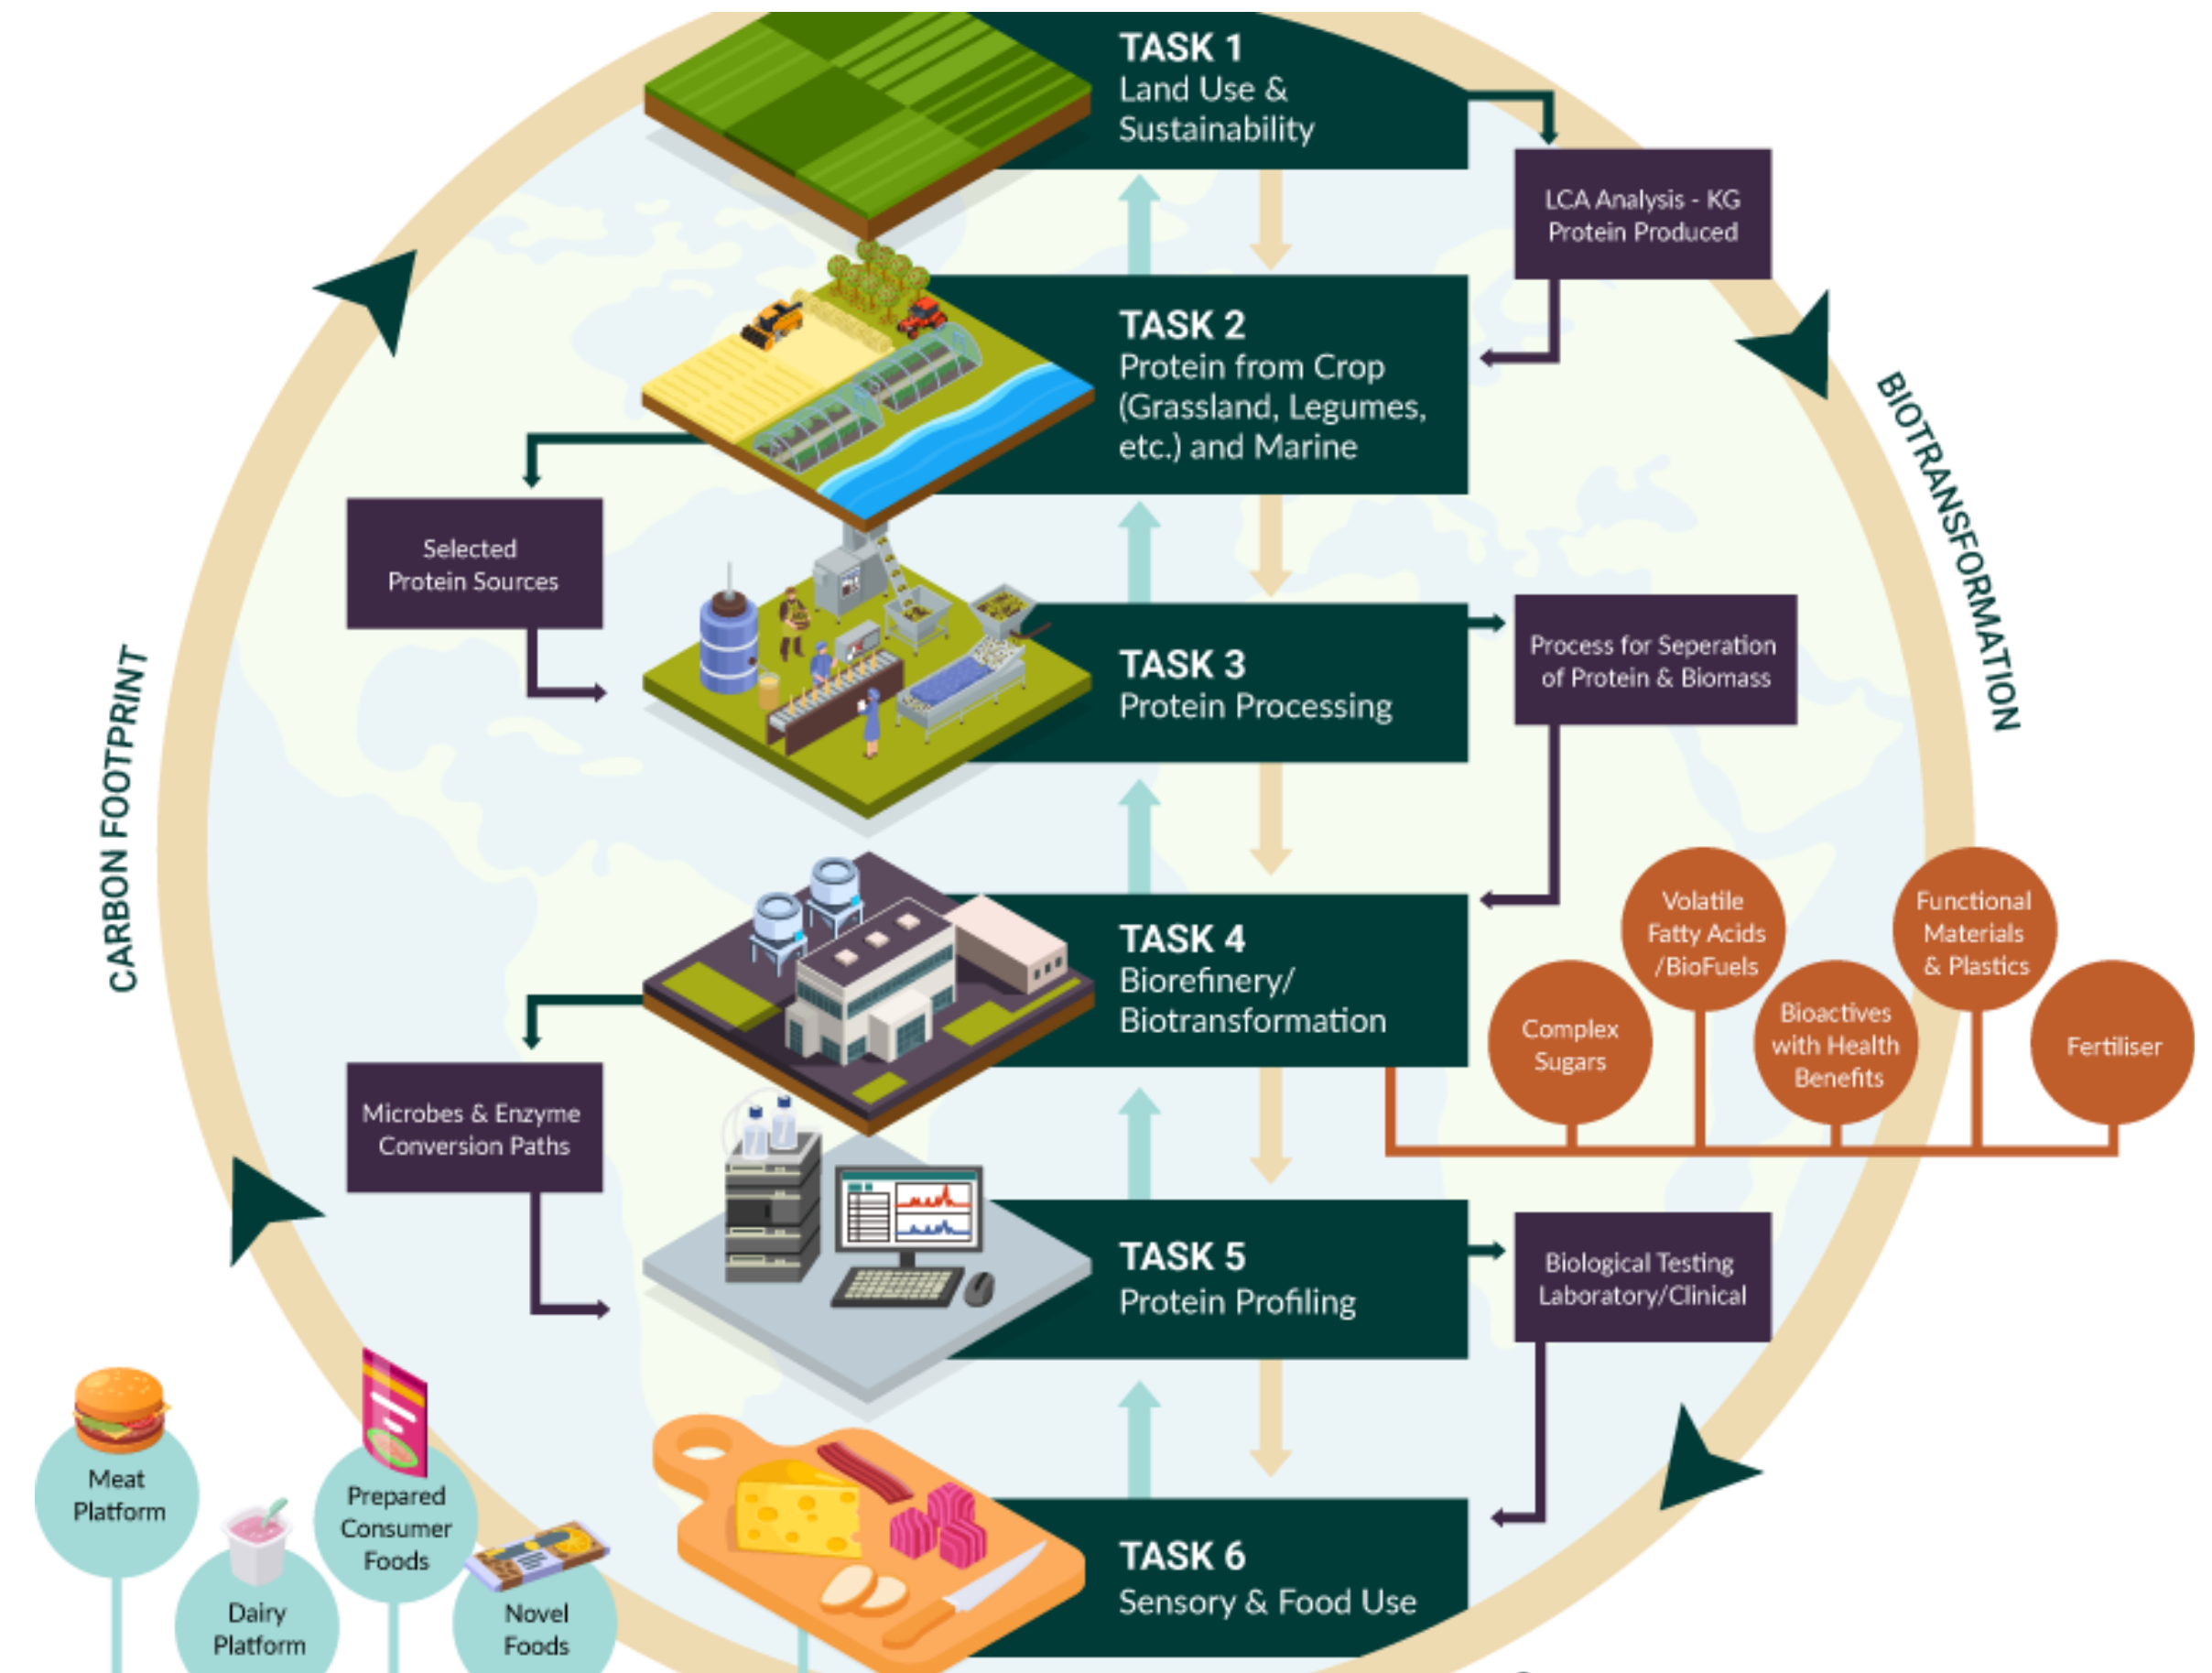 TASK 1
Land Use &
Sustainability
LCA Analysis - KG
Protein Produced
TASK 2
Protein from Crop
(Grassland, Legumes,
etc.) and Marine
Selected
Protein Sources
TASK 3
Protein Processing
Process for Seperation
of Protein & Biomass
BIOTRANSFORMATION
CARBON FOOTPRINT
TASK 4
Biorefinery/
Biotransformation
Complex
Sugars
Volatile
Fatty Acids
/BioFuels
Bioactives
with Health
Benefits
Functional
Materials
& Plastics
Fertiliser
Microbes & Enzyme
Conversion Paths
TASK 5
Protein Profiling
Biological Testing
Laboratory/Clinical
TASK 6
Sensory & Food Use
Meat
Platform
Dairy
Platform
Prepared
Consumer
Foods
Novel
Foods